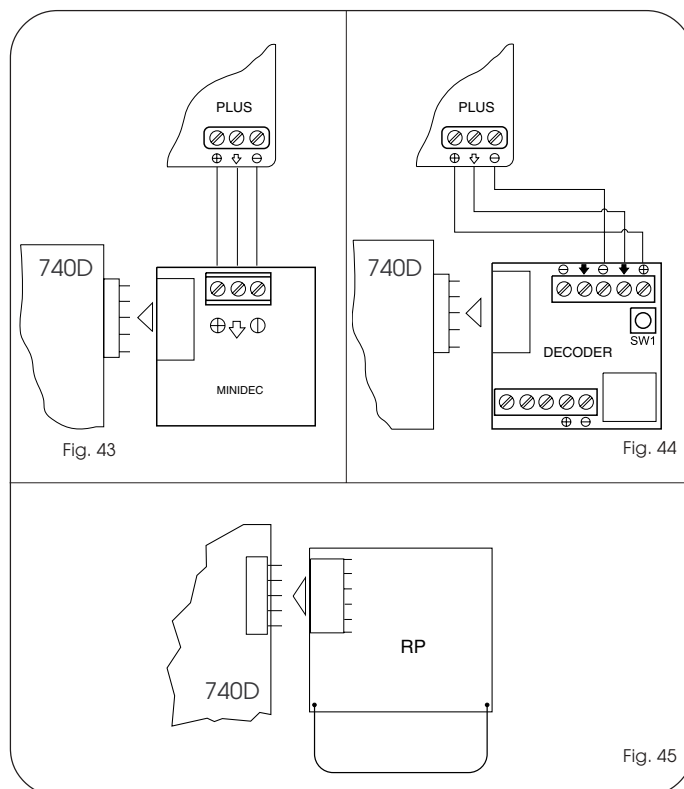 PLUS
⊕ ⇩ ⊖
740D
⊕ ⇩ ⦶
MINIDEC
Fig. 43
PLUS
⊕ ⇩ ⊖
740D
⊖ 🡇 ⊖ 🡇 ⊕
SW1
DECODER
⊕ ⊖
Fig. 44
740D
RP
Fig. 45